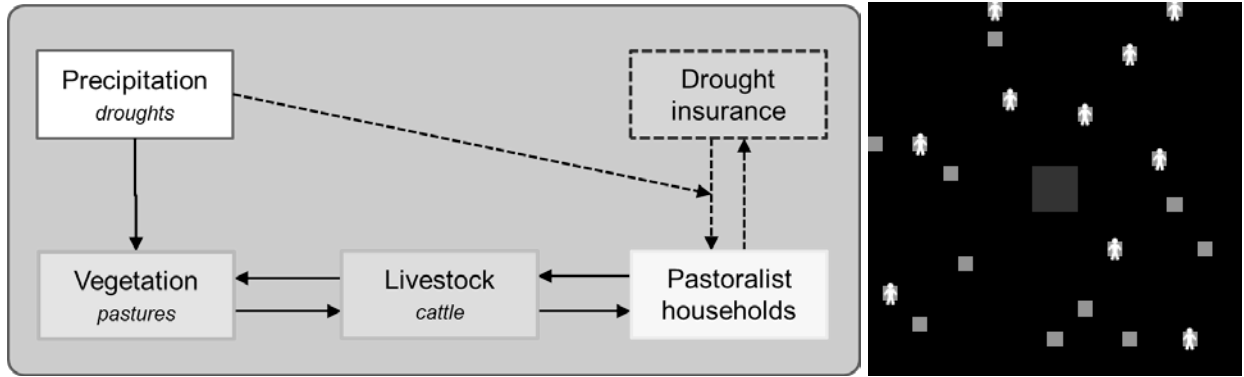 Precipitation
droughts
Drought
insurance
Vegetation
pastures
Livestock
cattle
Pastoralist
households